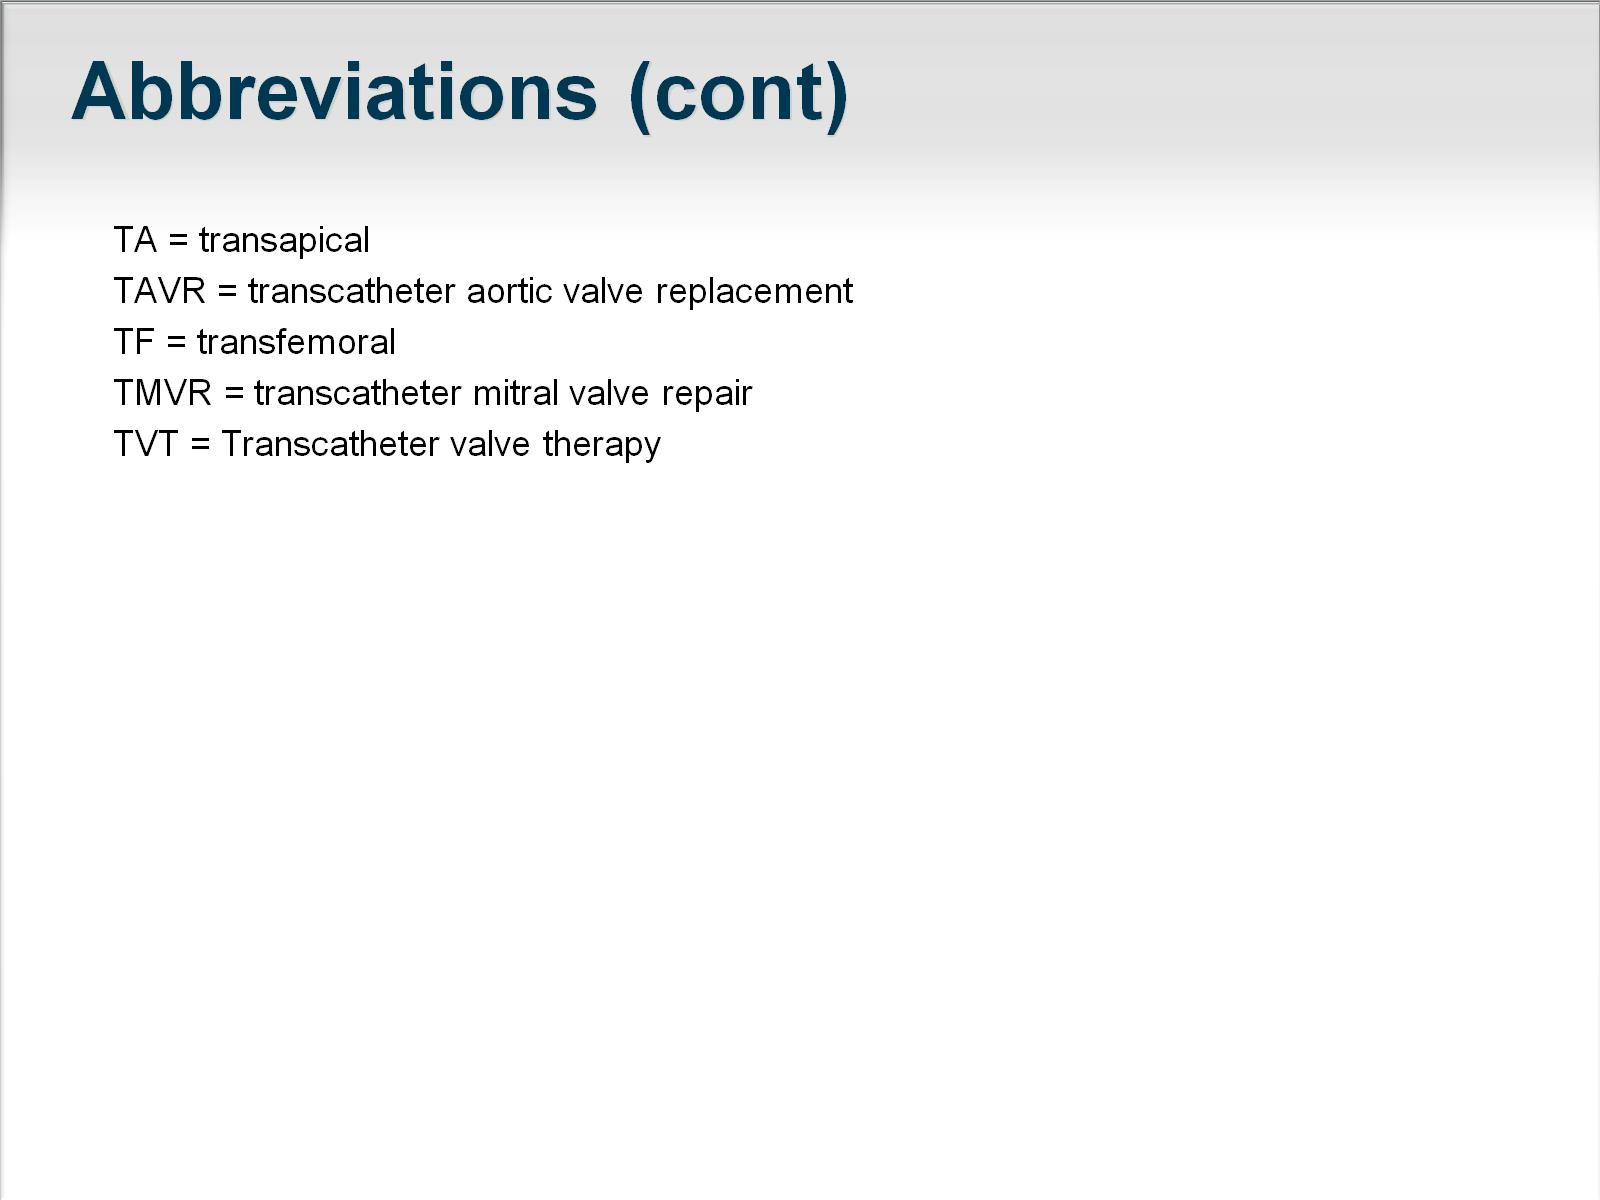 Abbreviations (cont)
TA = transapical
TAVR = transcatheter aortic valve replacement
TF = transfemoral
TMVR = transcatheter mitral valve repair
TVT = Transcatheter valve therapy